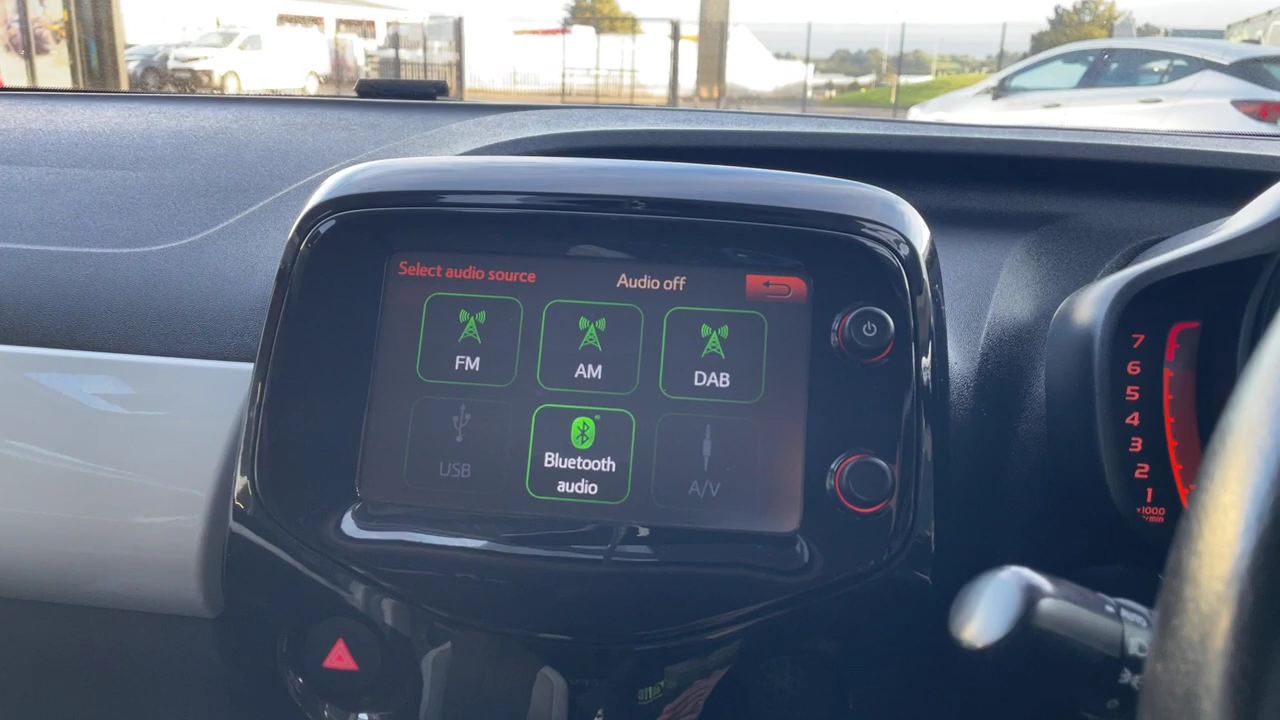 Select audio source
Audio off
FM
AM
DAB
USB
Bluetooth
audio
A/V
7
6
5
4
3
2
1
x1000
r/min
AUTO